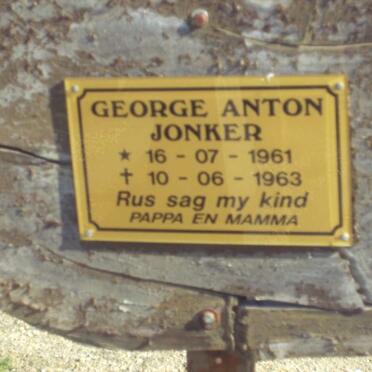 GEORGE ANTON
JONKER
★ 16 - 07 - 1961
✝ 10 - 06 - 1963
Rus sag my kind
PAPPA EN MAMMA